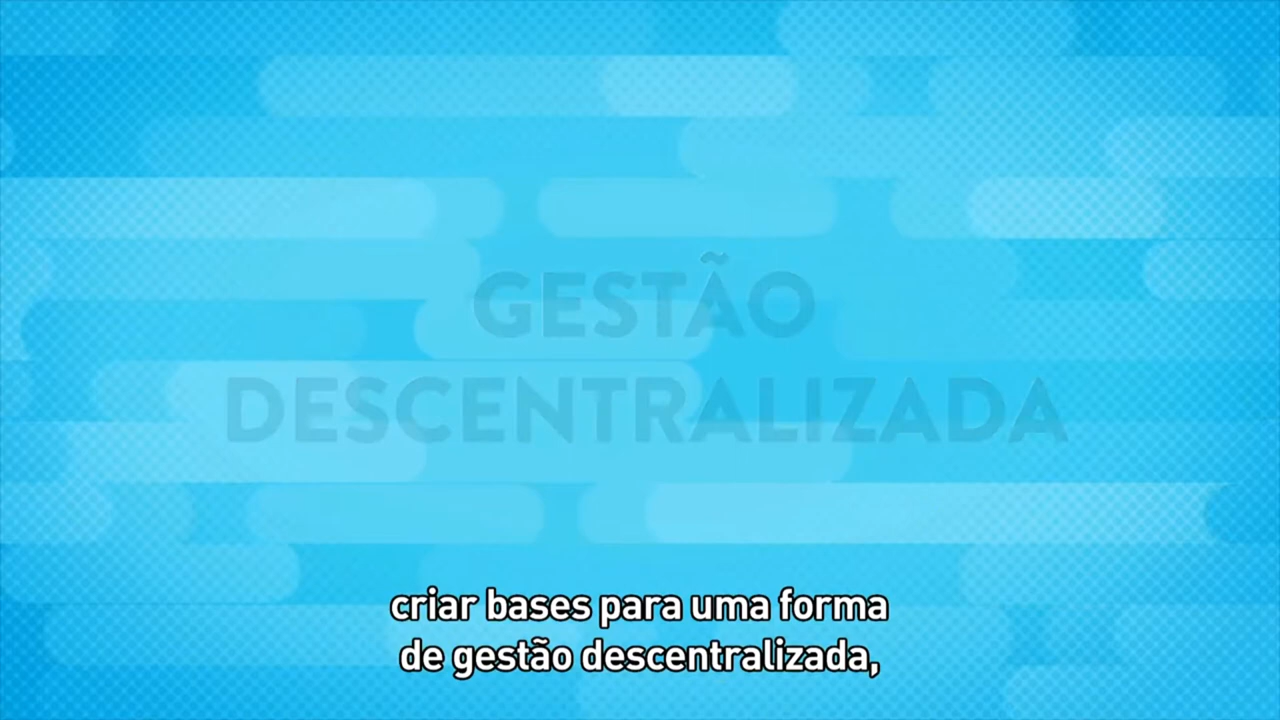 GESTÃO
DESCENTRALIZADA
criar bases para uma forma
de gestão descentralizada,